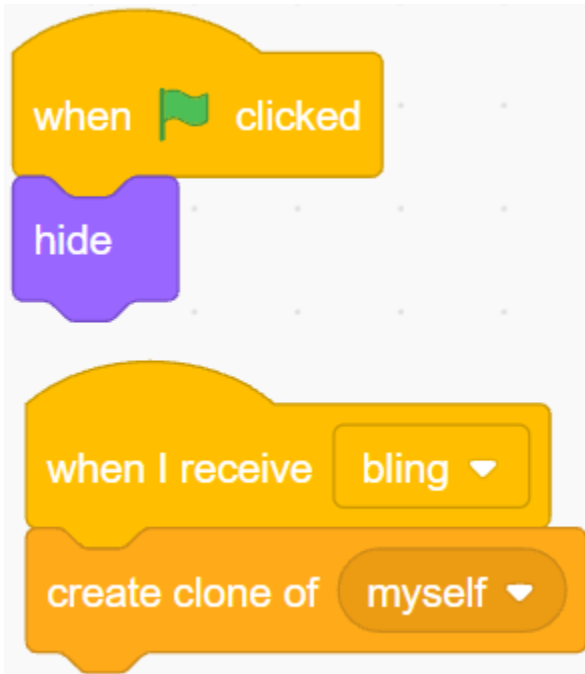 when clicked
hide
when I receive bling
create clone of myself